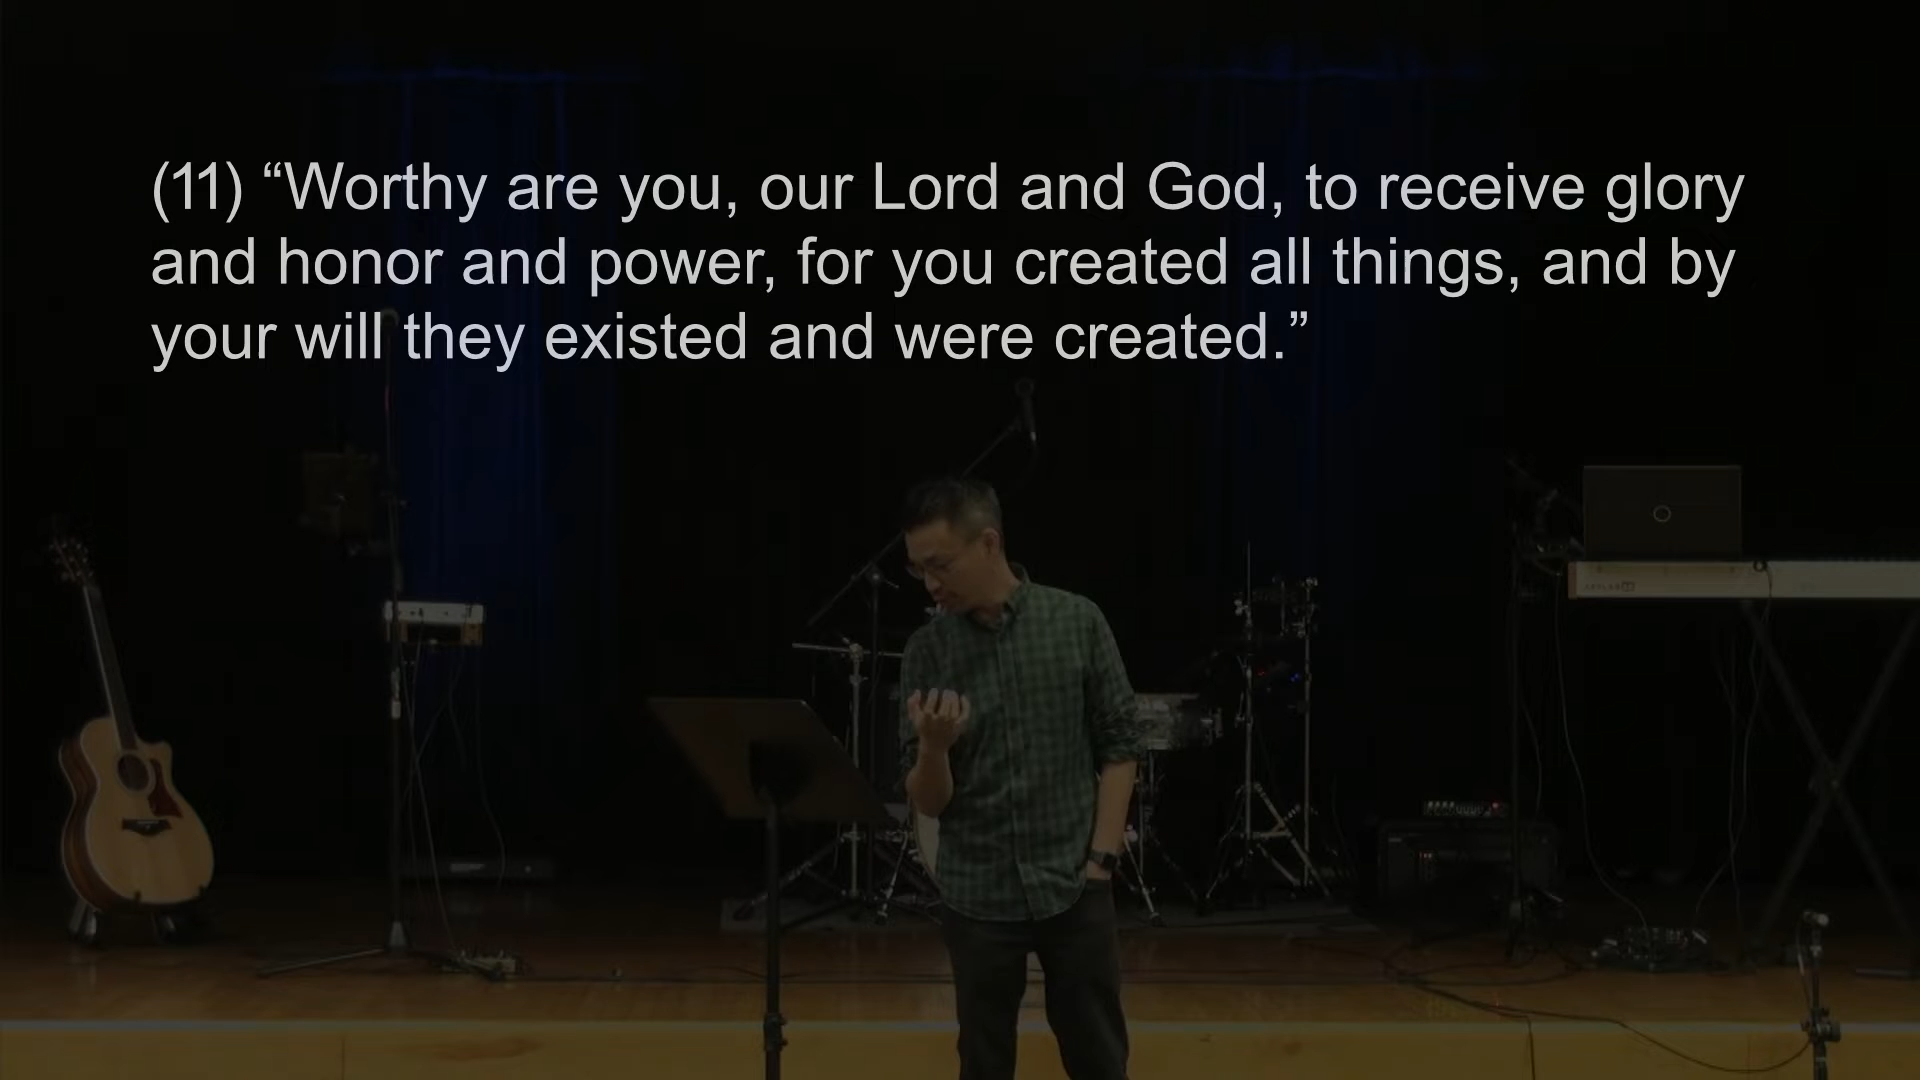 (11) “Worthy are you, our Lord and God, to receive glory
and honor and power, for you created all things, and by
your will they existed and were created.”